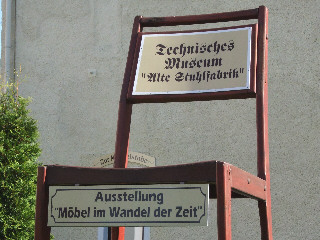 Technisches
Museum
"Alte Stuhlfabrik"
Ausstellung
"Möbel im Wandel der Zeit"